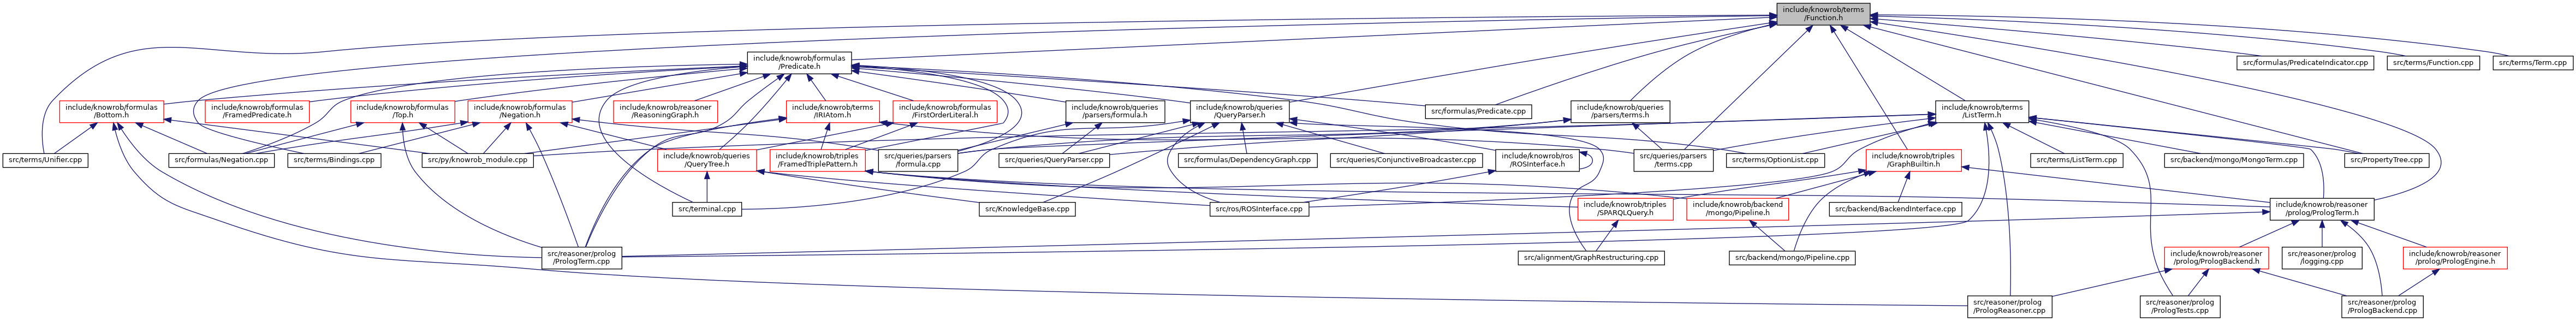 include/knowrob/terms
/Function.h
include/knowrob/formulas
/Predicate.h
src/formulas/PredicateIndicator.cpp
src/terms/Function.cpp
src/terms/Term.cpp
include/knowrob/formulas
/Bottom.h
include/knowrob/formulas
/FramedPredicate.h
include/knowrob/formulas
/Top.h
include/knowrob/formulas
/Negation.h
include/knowrob/reasoner
/ReasoningGraph.h
include/knowrob/terms
/IRIAtom.h
include/knowrob/formulas
/FirstOrderLiteral.h
include/knowrob/queries
/parsers/formula.h
include/knowrob/queries
/QueryParser.h
src/formulas/Predicate.cpp
include/knowrob/queries
/parsers/terms.h
include/knowrob/terms
/ListTerm.h
src/terms/Unifier.cpp
src/formulas/Negation.cpp
src/terms/Bindings.cpp
src/py/knowrob_module.cpp
include/knowrob/queries
/QueryTree.h
include/knowrob/triples
/FramedTriplePattern.h
src/queries/parsers
/formula.cpp
src/queries/QueryParser.cpp
src/formulas/DependencyGraph.cpp
src/queries/ConjunctiveBroadcaster.cpp
include/knowrob/ros
/ROSInterface.h
src/queries/parsers
/terms.cpp
src/terms/OptionList.cpp
include/knowrob/triples
/GraphBuiltin.h
src/terms/ListTerm.cpp
src/backend/mongo/MongoTerm.cpp
src/PropertyTree.cpp
src/terminal.cpp
src/KnowledgeBase.cpp
src/ros/ROSInterface.cpp
include/knowrob/triples
/SPARQLQuery.h
include/knowrob/backend
/mongo/Pipeline.h
src/backend/BackendInterface.cpp
include/knowrob/reasoner
/prolog/PrologTerm.h
src/reasoner/prolog
/PrologTerm.cpp
src/alignment/GraphRestructuring.cpp
src/backend/mongo/Pipeline.cpp
include/knowrob/reasoner
/prolog/PrologBackend.h
src/reasoner/prolog
/logging.cpp
include/knowrob/reasoner
/prolog/PrologEngine.h
src/reasoner/prolog
/PrologReasoner.cpp
src/reasoner/prolog
/PrologTests.cpp
src/reasoner/prolog
/PrologBackend.cpp